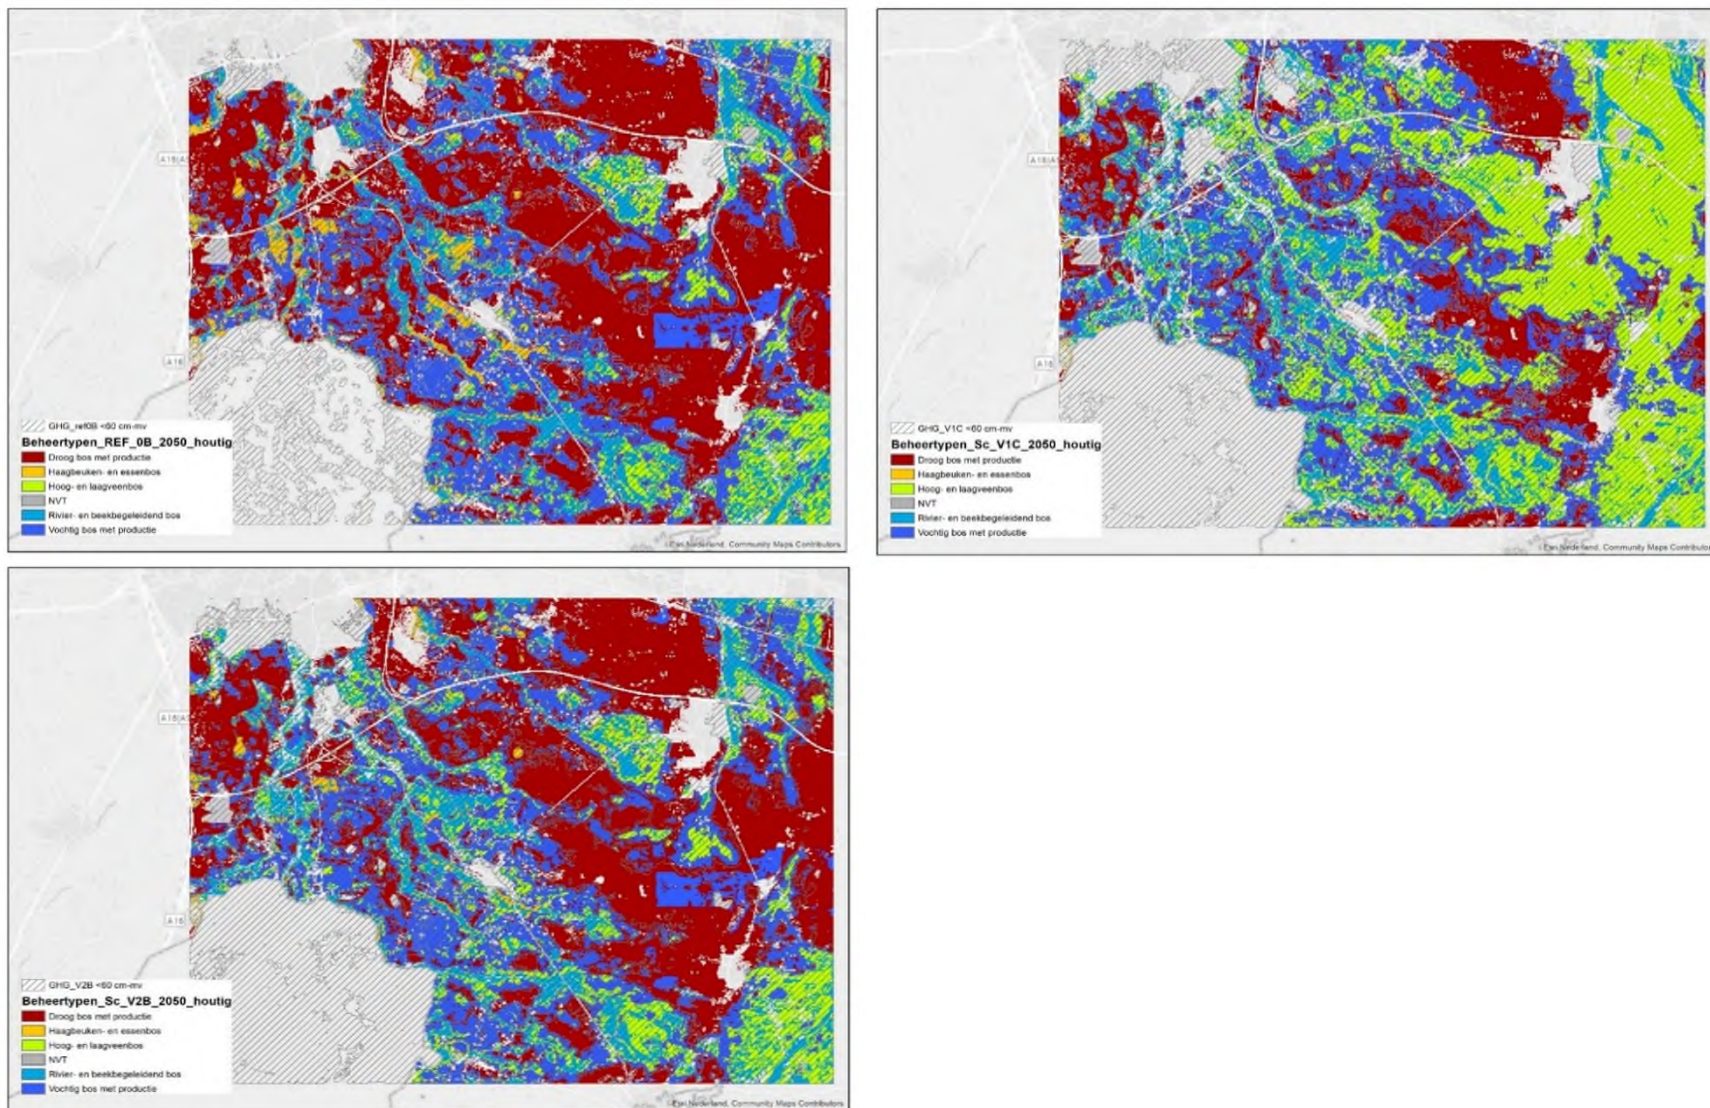 A16
GHG_ref0B <60 cm-mv
Beheertypen_REF_0B_2050_houtig
Droog bos met productie
Haagbeuken- en essenbos
Hoog- en laagveenbos
NVT
Rivier- en beekbegeleidend bos
Vochtig bos met productie
Esri Nederland, Community Maps Contributors
A16
GHG_V1C <60 cm-mv
Beheertypen_Sc_V1C_2050_houtig
Droog bos met productie
Haagbeuken- en essenbos
Hoog- en laagveenbos
NVT
Rivier- en beekbegeleidend bos
Vochtig bos met productie
Esri Nederland, Community Maps Contributors
A16
GHG_V2B <60 cm-mv
Beheertypen_Sc_V2B_2050_houtig
Droog bos met productie
Haagbeuken- en essenbos
Hoog- en laagveenbos
NVT
Rivier- en beekbegeleidend bos
Vochtig bos met productie
Esri Nederland, Community Maps Contributors